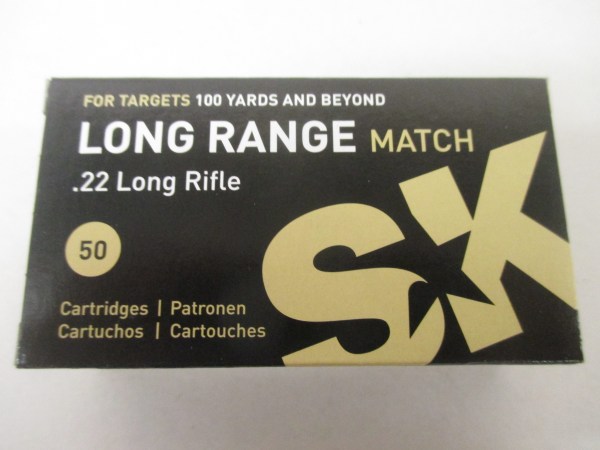 FOR TARGETS 100 YARDS AND BEYOND
LONG RANGE MATCH
.22 Long Rifle
50
SK
Cartridges | Patronen
Cartuchos | Cartouches